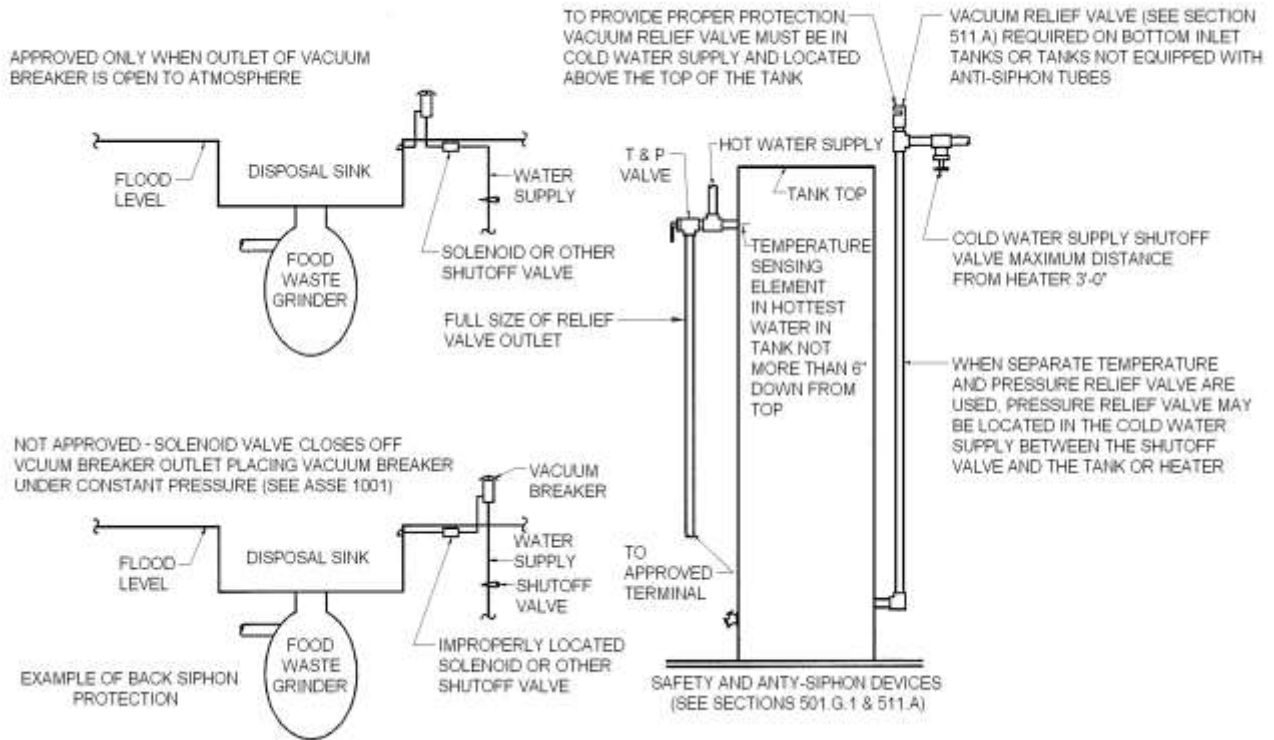 APPROVED ONLY WHEN OUTLET OF VACUUM
BREAKER IS OPEN TO ATMOSPHERE
FLOOD
LEVEL
DISPOSAL SINK
WATER
SUPPLY
SOLENOID OR OTHER
SHUTOFF VALVE
FOOD
WASTE
GRINDER
NOT APPROVED - SOLENOID VALVE CLOSES OFF
VCUUM BREAKER OUTLET PLACING VACUUM BREAKER
UNDER CONSTANT PRESSURE (SEE ASSE 1001)
VACUUM
BREAKER
FLOOD
LEVEL
DISPOSAL SINK
WATER
SUPPLY
SHUTOFF
VALVE
FOOD
WASTE
GRINDER
IMPROPERLY LOCATED
SOLENOID OR OTHER
SHUTOFF VALVE
EXAMPLE OF BACK SIPHON
PROTECTION
TO PROVIDE PROPER PROTECTION,
VACUUM RELIEF VALVE MUST BE IN
COLD WATER SUPPLY AND LOCATED
ABOVE THE TOP OF THE TANK
VACUUM RELIEF VALVE (SEE SECTION
511.A) REQUIRED ON BOTTOM INLET
TANKS OR TANKS NOT EQUIPPED WITH
ANTI-SIPHON TUBES
HOT WATER SUPPLY
T & P
VALVE
TANK TOP
TEMPERATURE
SENSING
ELEMENT
IN HOTTEST
WATER IN
TANK NOT
MORE THAN 6"
DOWN FROM
TOP
COLD WATER SUPPLY SHUTOFF
VALVE MAXIMUM DISTANCE
FROM HEATER 3'-0"
FULL SIZE OF RELIEF
VALVE OUTLET
WHEN SEPARATE TEMPERATURE
AND PRESSURE RELIEF VALVE ARE
USED, PRESSURE RELIEF VALVE MAY
BE LOCATED IN THE COLD WATER
SUPPLY BETWEEN THE SHUTOFF
VALVE AND THE TANK OR HEATER
TO
APPROVED
TERMINAL
SAFETY AND ANTY-SIPHON DEVICES
(SEE SECTIONS 501.G.1 & 511.A)